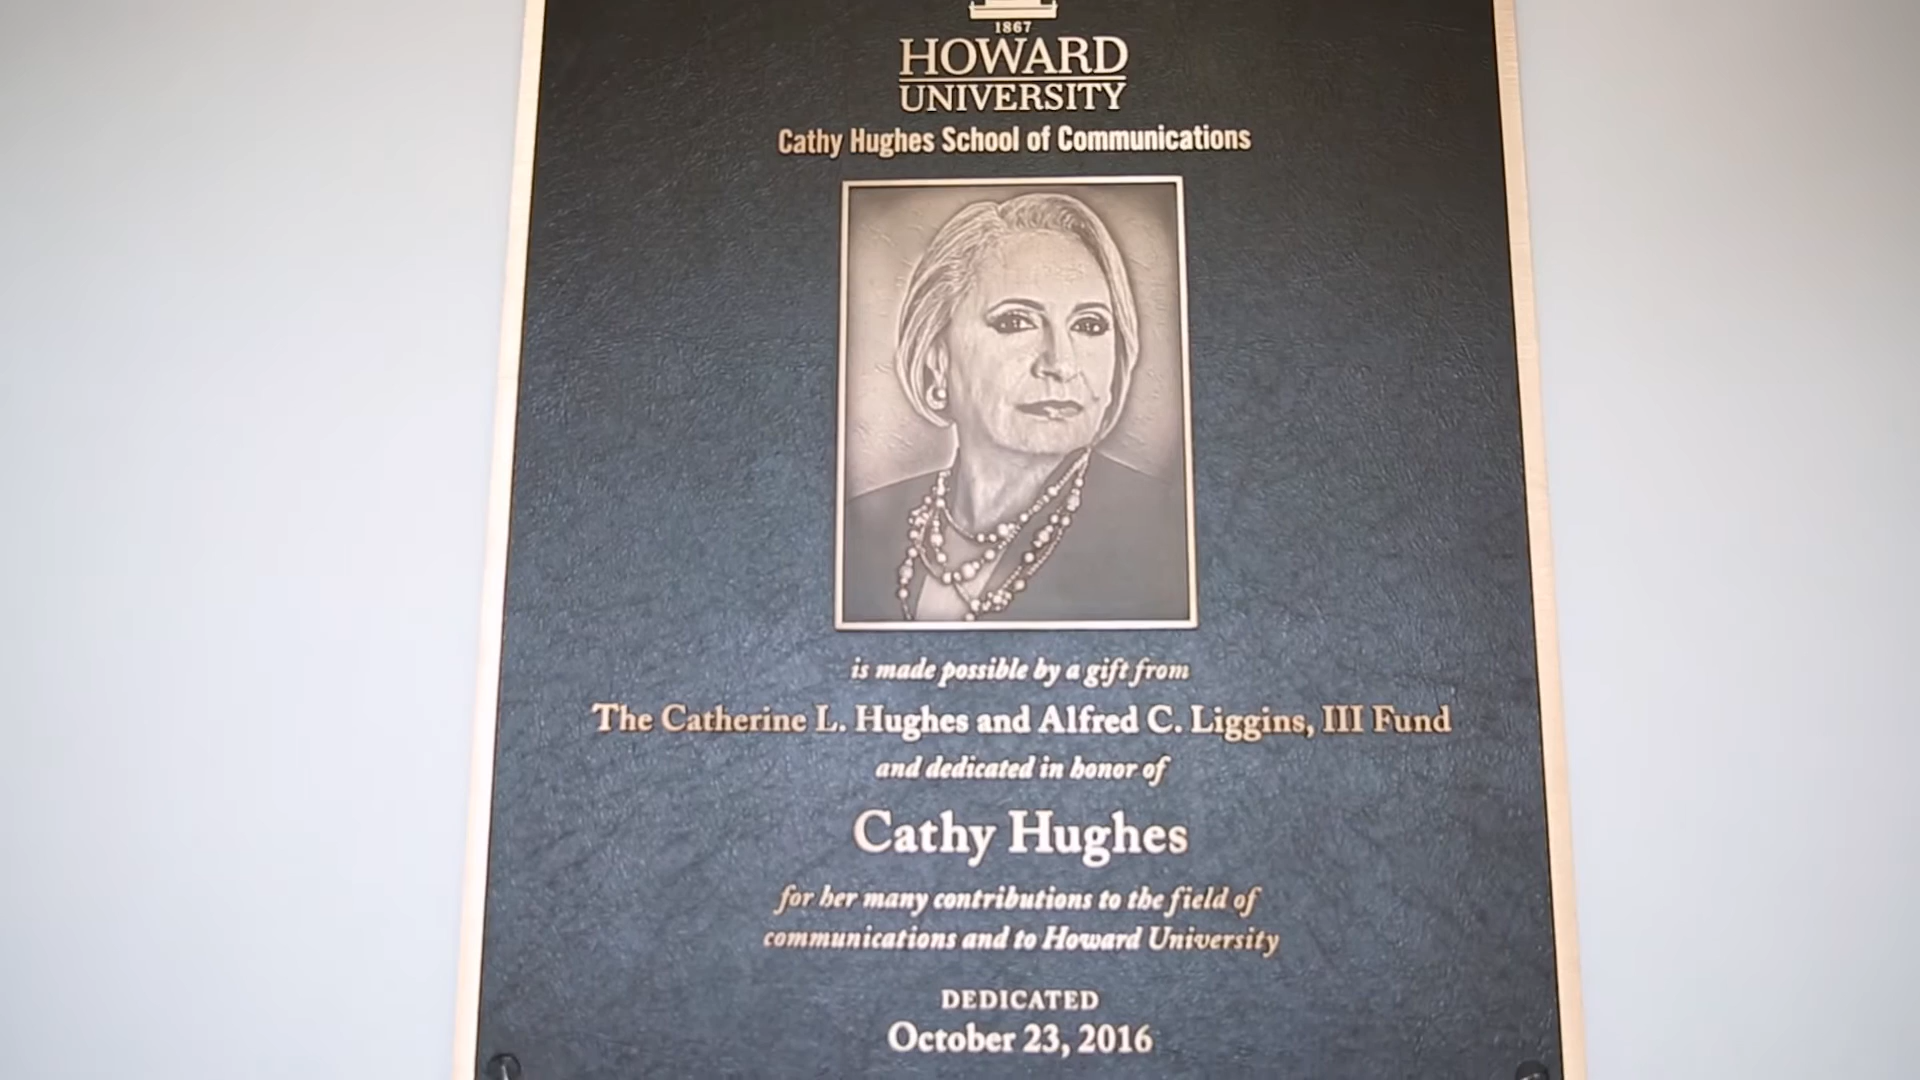 1867
HOWARD
UNIVERSITY
Cathy Hughes School of Communications
is made possible by a gift from
The Catherine L. Hughes and Alfred C. Liggins, III Fund
and dedicated in honor of
Cathy Hughes
for her many contributions to the field of
communications and to Howard University
DEDICATED
October 23, 2016